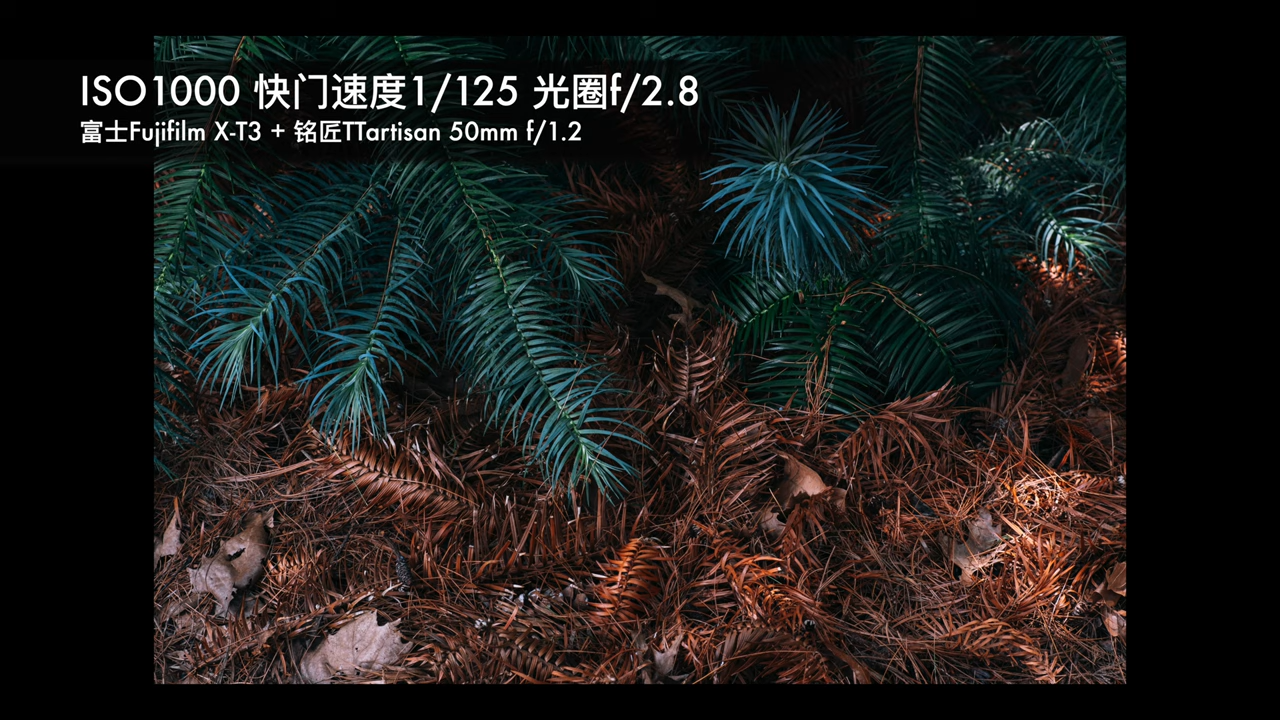 ISO1000 快门速度1/125 光圈f/2.8
富士Fujifilm X-T3 + 铭匠TTartisan 50mm f/1.2